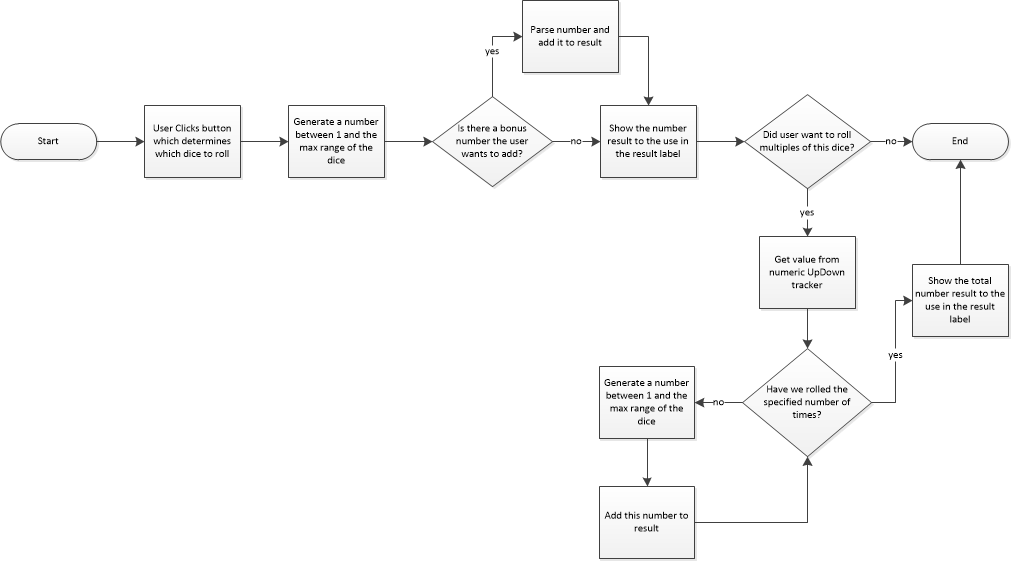 Parse number and
add it to result
yes
Start
User Clicks button
which determines
which dice to roll
Generate a number
between 1 and the
max range of the
dice
Is there a bonus
number the user
wants to add?
no
Show the number
result to the use in
the result label
Did user want to roll
multiples of this dice?
no
End
yes
Get value from
numeric UpDown
tracker
Show the total
number result to the
use in the result
label
yes
Have we rolled the
specified number of
times?
no
Generate a number
between 1 and the
max range of the
dice
Add this number to
result